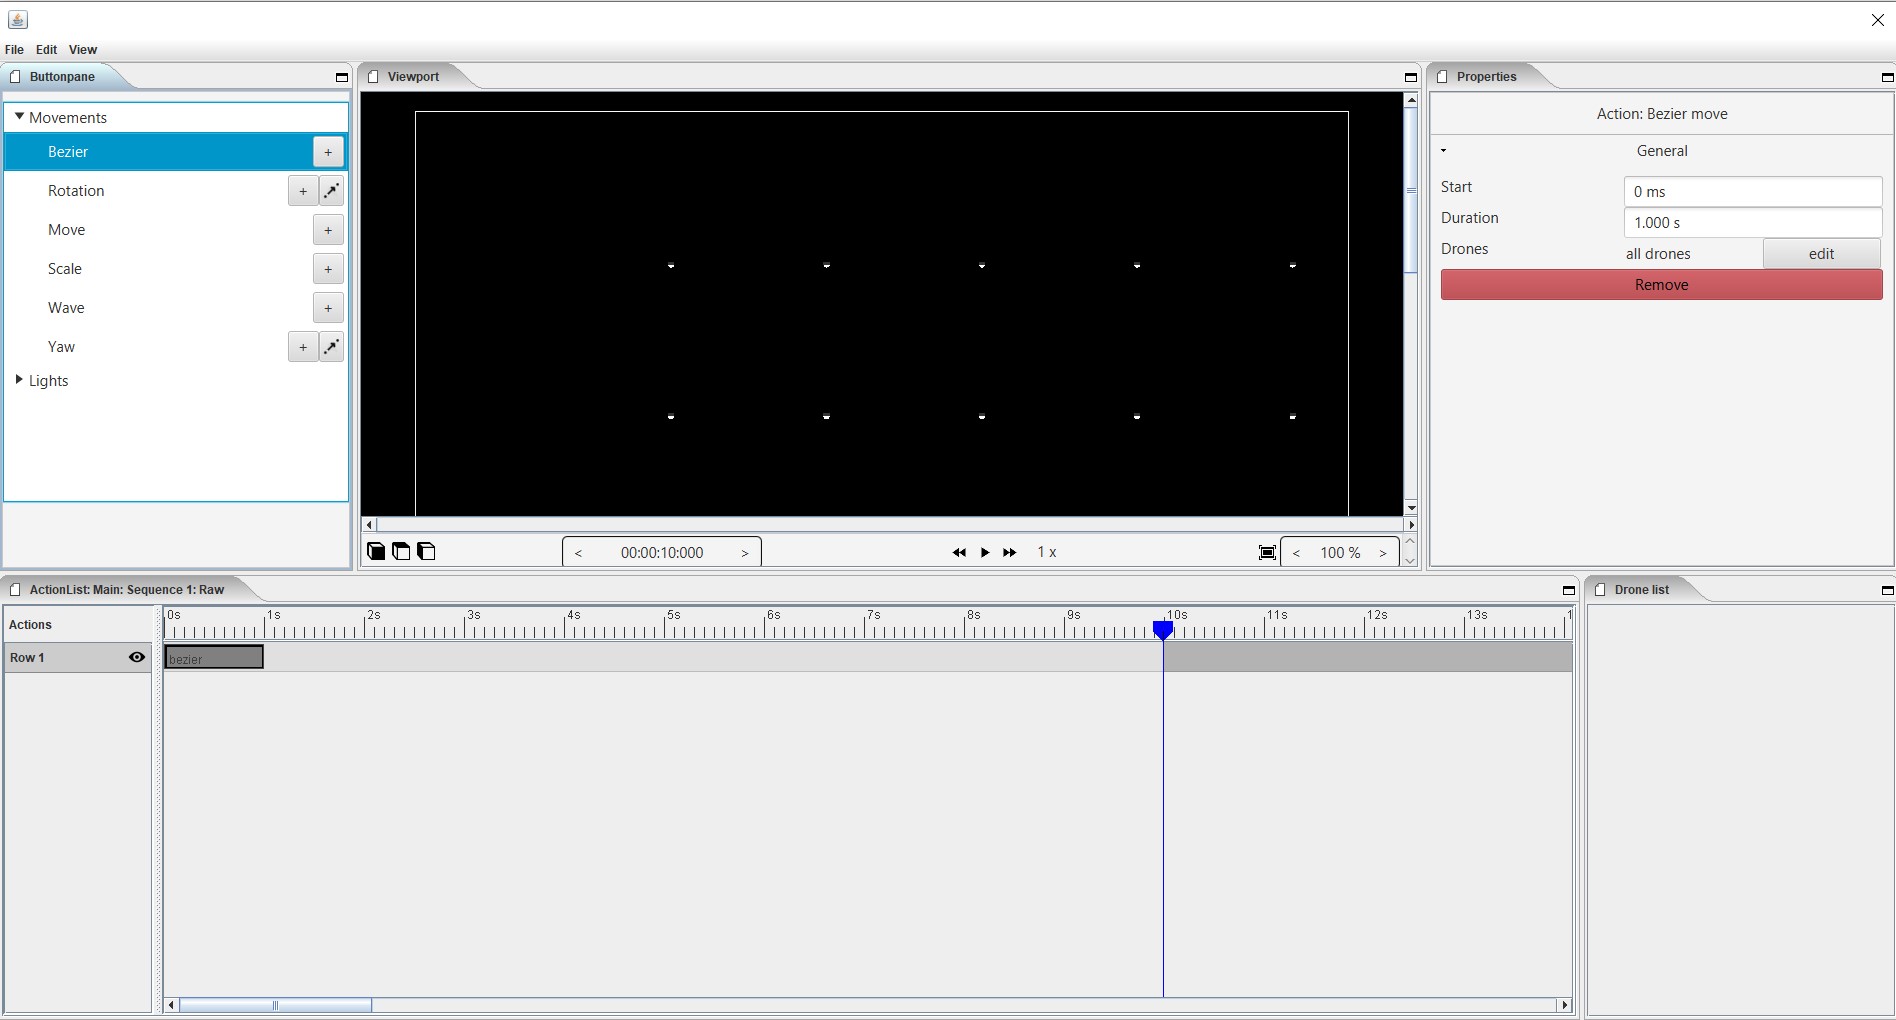 File Edit View
Buttonpane
Movements
Bezier +
Rotation +
Move +
Scale +
Wave +
Yaw +
Lights
Viewport
< 00:00:10:000 >
1 x
< 100 % >
Properties
Action: Bezier move
General
Start 0 ms
Duration 1.000 s
Drones all drones edit
Remove
ActionList: Main: Sequence 1: Raw
Actions
0s 1s 2s 3s 4s 5s 6s 7s 8s 9s 10s 11s 12s 13s 1
Row 1 bezier
Drone list